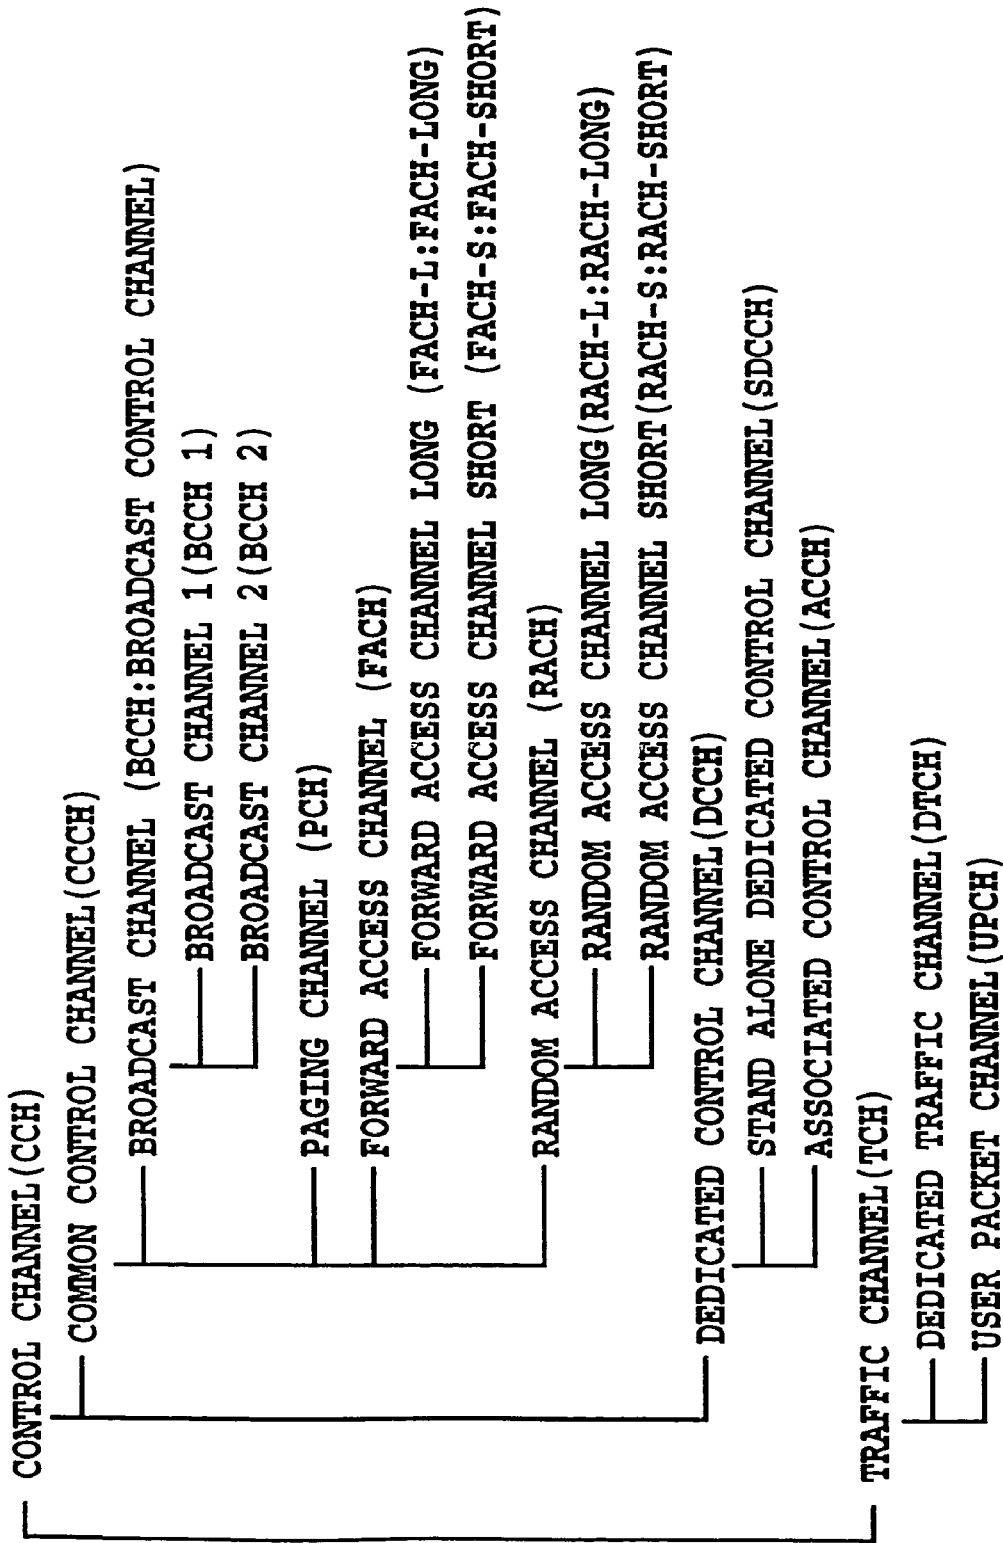 CONTROL CHANNEL(CCH)
COMMON CONTROL CHANNEL(CCCH)
BROADCAST CHANNEL (BCCH:BROADCAST CONTROL CHANNEL)
BROADCAST CHANNEL 1(BCCH 1)
BROADCAST CHANNEL 2(BCCH 2)
PAGING CHANNEL (PCH)
FORWARD ACCESS CHANNEL (FACH)
FORWARD ACCESS CHANNEL LONG (FACH-L:FACH-LONG)
FORWARD ACCESS CHANNEL SHORT (FACH-S:FACH-SHORT)
RANDOM ACCESS CHANNEL (RACH)
RANDOM ACCESS CHANNEL LONG(RACH-L:RACH-LONG)
RANDOM ACCESS CHANNEL SHORT(RACH-S:RACH-SHORT)
DEDICATED CONTROL CHANNEL(DCCH)
STAND ALONE DEDICATED CONTROL CHANNEL(SDCCH)
ASSOCIATED CONTROL CHANNEL(ACCH)
TRAFFIC CHANNEL(TCH)
DEDICATED TRAFFIC CHANNEL(DTCH)
USER PACKET CHANNEL(UPCH)